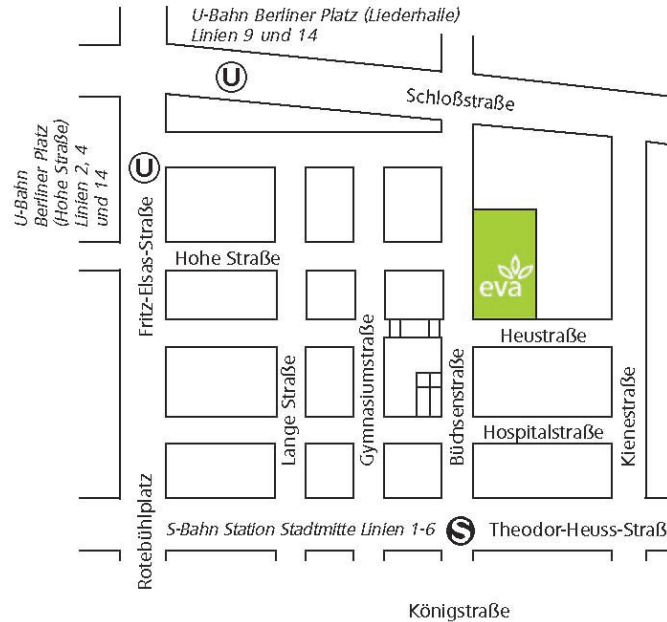 U-Bahn Berliner Platz (Liederhalle)
Linien 9 und 14
U
Schloßstraße
U-Bahn
Berliner Platz
(Hohe Straße)
Linien 2, 4
und 14
U
Fritz-Elsas-Straße
Hohe Straße
eva
Heustraße
Lange Straße
Gymnasiumstraße
Büchsenstraße
Hospitalstraße
Kienestraße
Rotebühlplatz
S-Bahn Station Stadtmitte Linien 1-6
S
Theodor-Heuss-Straß
Königstraße